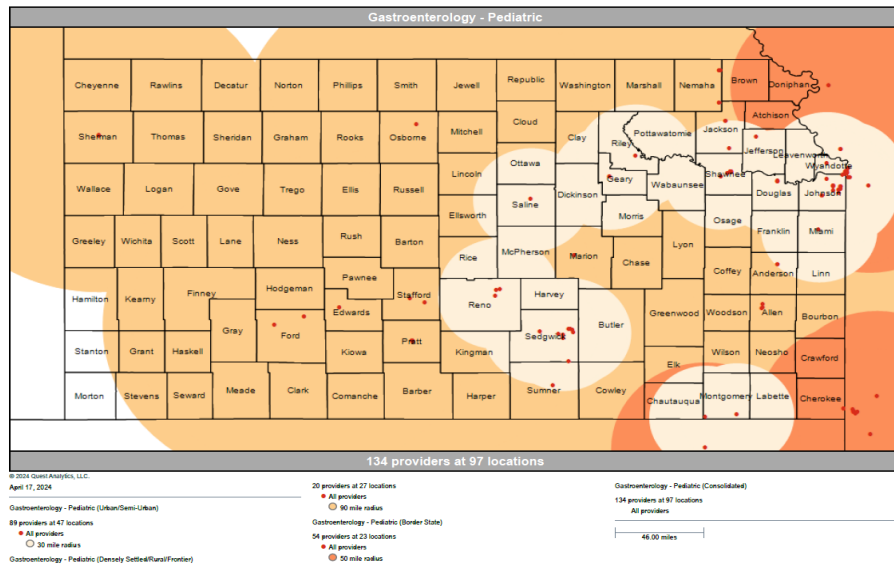 Gastroenterology - Pediatric
Cheyenne Rawlins Decatur Norton Phillips Smith Jewell Republic Washington Marshall Nemaha Brown Doniphan
Sherman Thomas Sheridan Graham Rooks Osborne Mitchell Cloud Clay Riley Pottawatomie Jackson Atchison
Jefferson Leavenworth Wyandotte
Wallace Logan Gove Trego Ellis Russell Lincoln Ottawa Saline Dickinson Geary Wabaunsee Shawnee Douglas Johnson
Greeley Wichita Scott Lane Ness Rush Barton Ellsworth McPherson Marion Morris Chase Lyon Osage Franklin Miami
Hamilton Kearny Finney Hodgeman Pawnee Edwards Stafford Rice Reno Harvey Coffey Anderson Linn
Gray Ford Sedgwick Butler Greenwood Woodson Allen Bourbon
Stanton Grant Haskell Kiowa Pratt Kingman Elk Wilson Neosho Crawford
Morton Stevens Seward Meade Clark Comanche Barber Harper Sumner Cowley Chautauqua Montgomery Labette Cherokee
134 providers at 97 locations
© 2024 Quest Analytics, LLC.
April 17, 2024
Gastroenterology - Pediatric (Urban/Semi-Urban)
89 providers at 47 locations
All providers
30 mile radius
Gastroenterology - Pediatric (Densely Settled/Rural/Frontier)
20 providers at 27 locations
All providers
90 mile radius
Gastroenterology - Pediatric (Border State)
54 providers at 23 locations
All providers
50 mile radius
Gastroenterology - Pediatric (Consolidated)
134 providers at 97 locations
All providers
46.00 miles